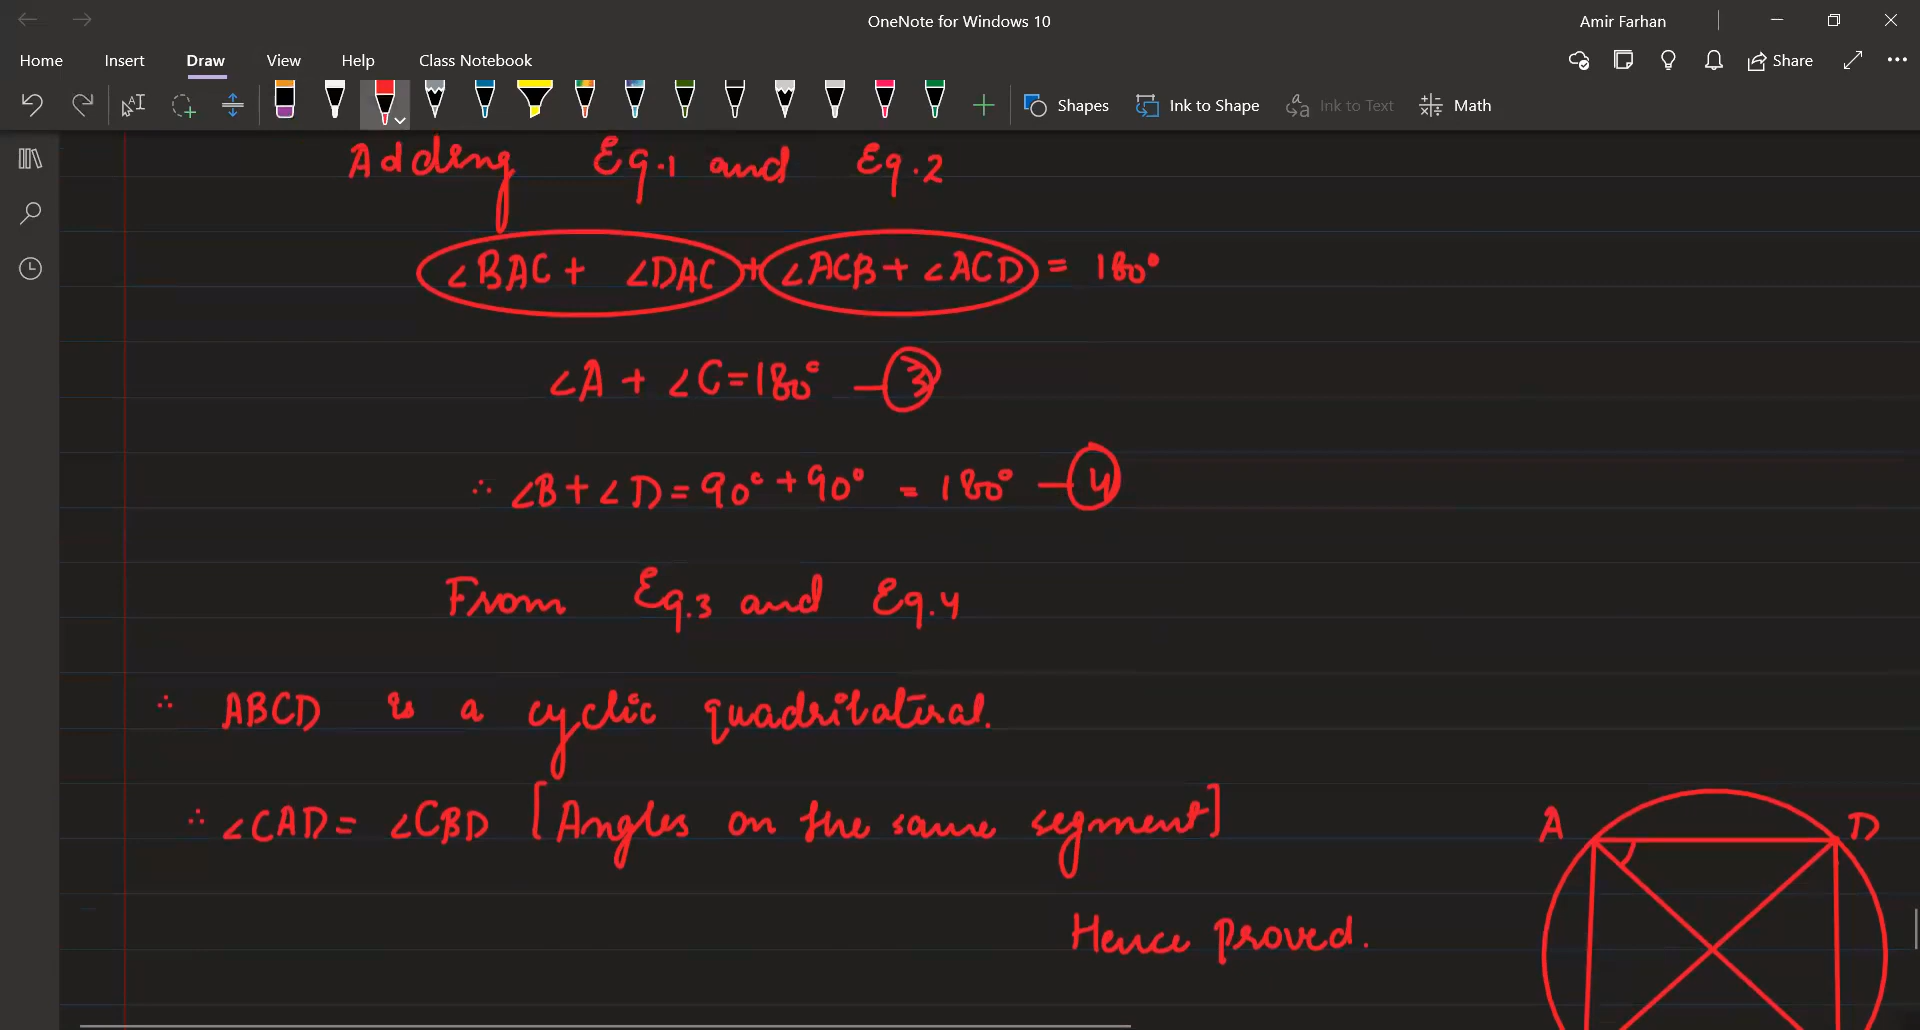 OneNote for Windows 10
Amir Farhan
Home Insert Draw View Help Class Notebook
Share
Shapes Ink to Shape Ink to Text Math
Adding Eq.1 and Eq.2
∠BAC + ∠DAC + ∠ACB + ∠ACD = 180°
∠A + ∠C = 180° — 3
∴ ∠B + ∠D = 90° + 90° = 180° — 4
From Eq.3 and Eq.4
∴ ABCD is a cyclic quadrilateral.
∴ ∠CAD = ∠CBD [Angles on the same segment]
A D
Hence proved.